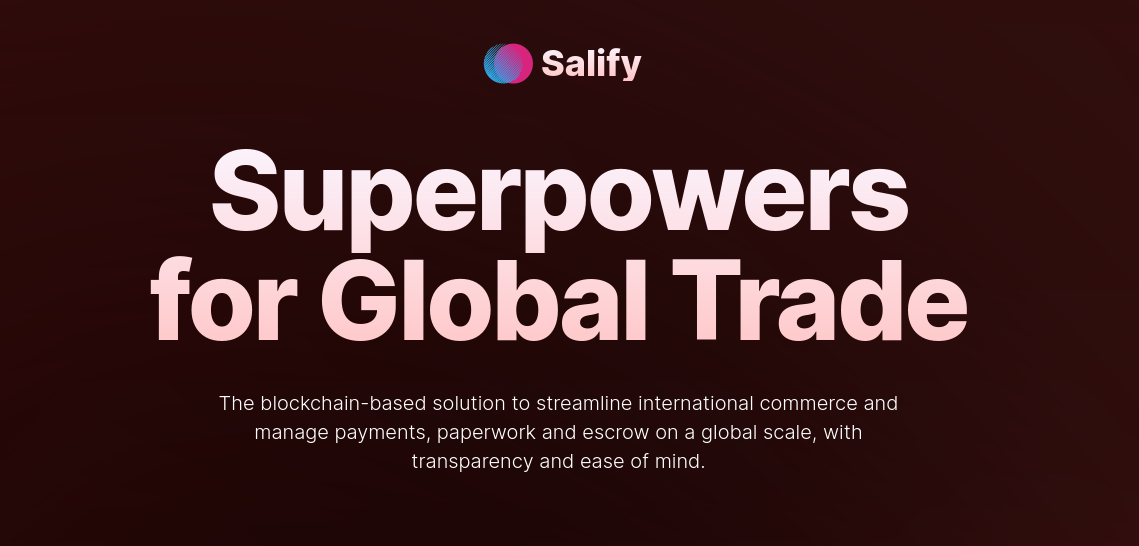 Salify
Superpowers
for Global Trade
The blockchain-based solution to streamline international commerce and
manage payments, paperwork and escrow on a global scale, with
transparency and ease of mind.